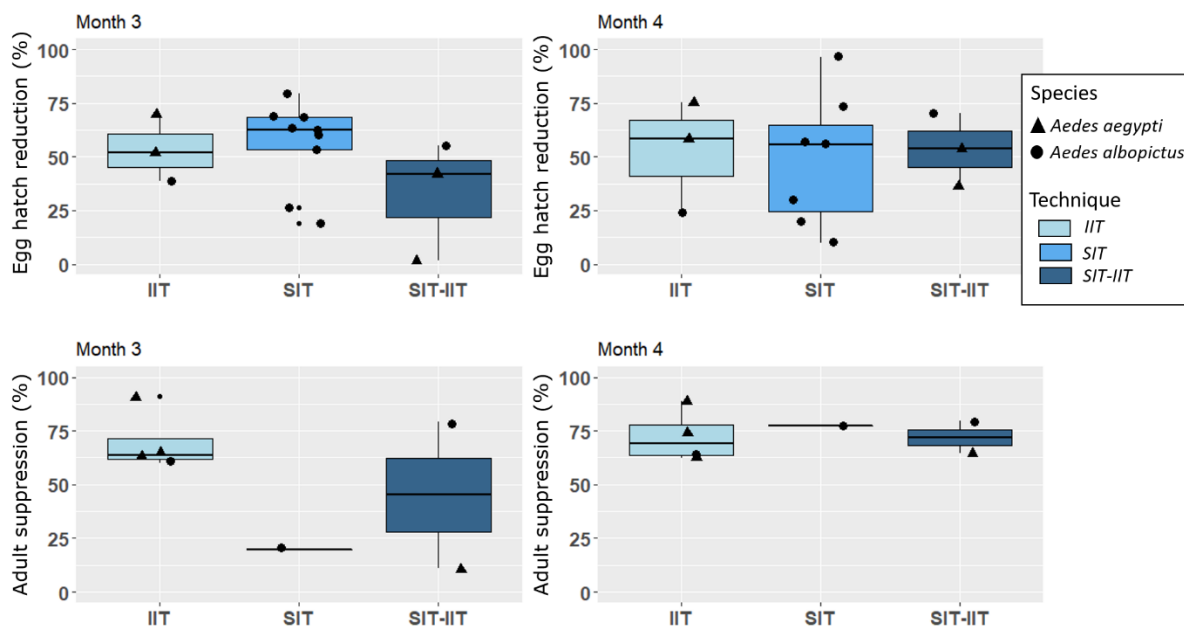 Month 3
Egg hatch reduction (%)
100
75
50
25
0
IIT
SIT
SIT-IIT
Month 4
Egg hatch reduction (%)
100
75
50
25
0
IIT
SIT
SIT-IIT
Species
Aedes aegypti
Aedes albopictus
Technique
IIT
SIT
SIT-IIT
Month 3
Adult suppression (%)
100
75
50
25
0
IIT
SIT
SIT-IIT
Month 4
Adult suppression (%)
100
75
50
25
0
IIT
SIT
SIT-IIT